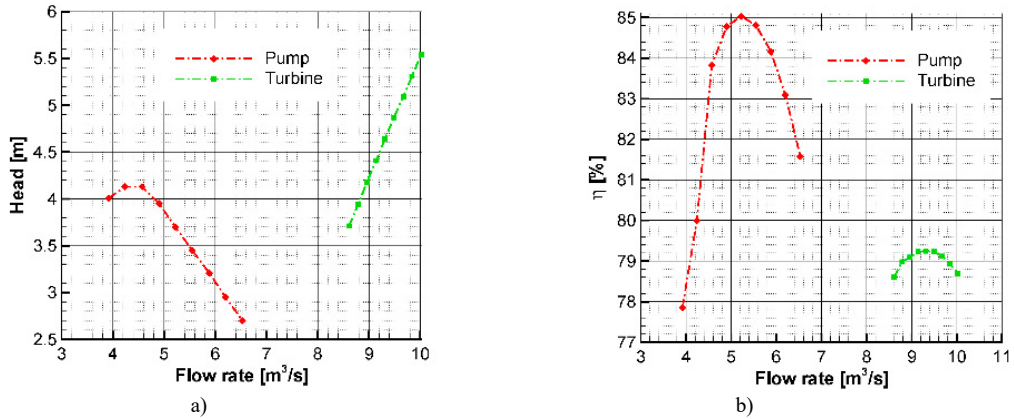 6
5.5
5
4.5
4
3.5
3
2.5
Head [m]
Pump
Turbine
3 4 5 6 7 8 9 10
Flow rate [m³/s]
a)
85
84
83
82
81
80
79
78
77
η [%]
Pump
Turbine
3 4 5 6 7 8 9 10 11
Flow rate [m³/s]
b)